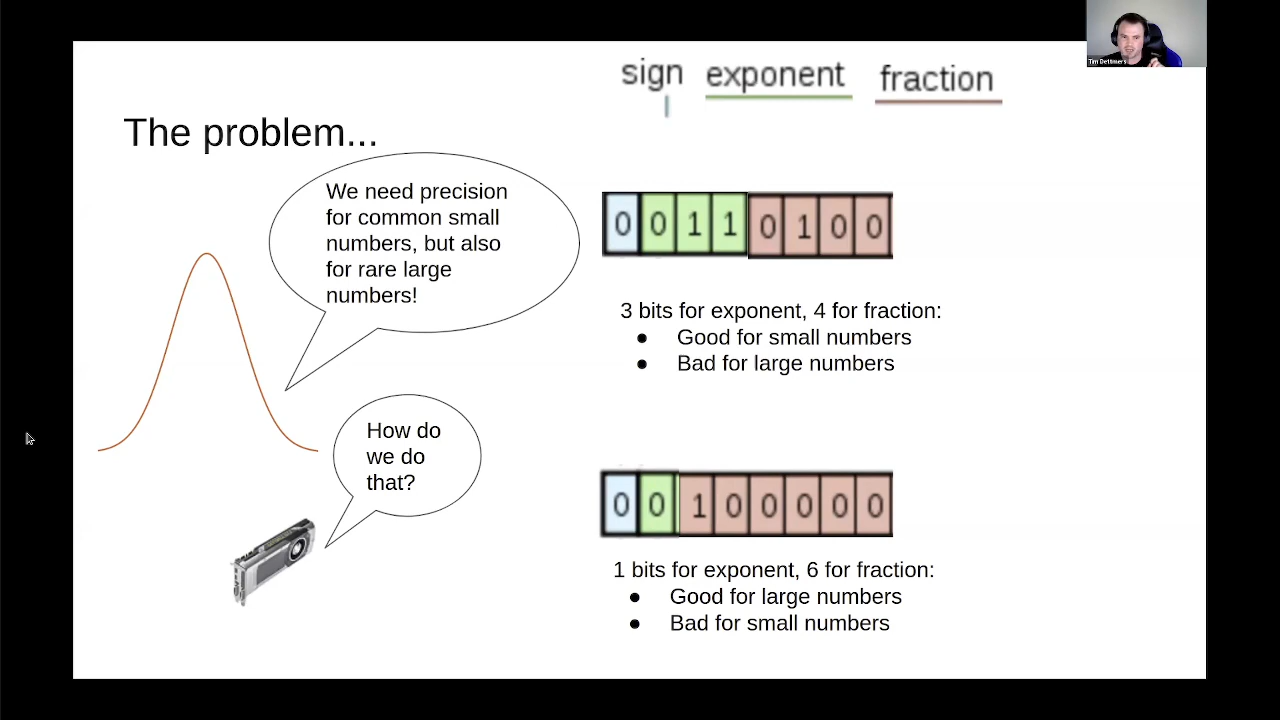 Tim Dettmers
sign exponent fraction
The problem...
We need precision
for common small
numbers, but also
for rare large
numbers!
0 0 1 1 0 1 0 0
3 bits for exponent, 4 for fraction:
● Good for small numbers
● Bad for large numbers
How do
we do
that?
0 0 1 0 0 0 0 0
1 bits for exponent, 6 for fraction:
● Good for large numbers
● Bad for small numbers